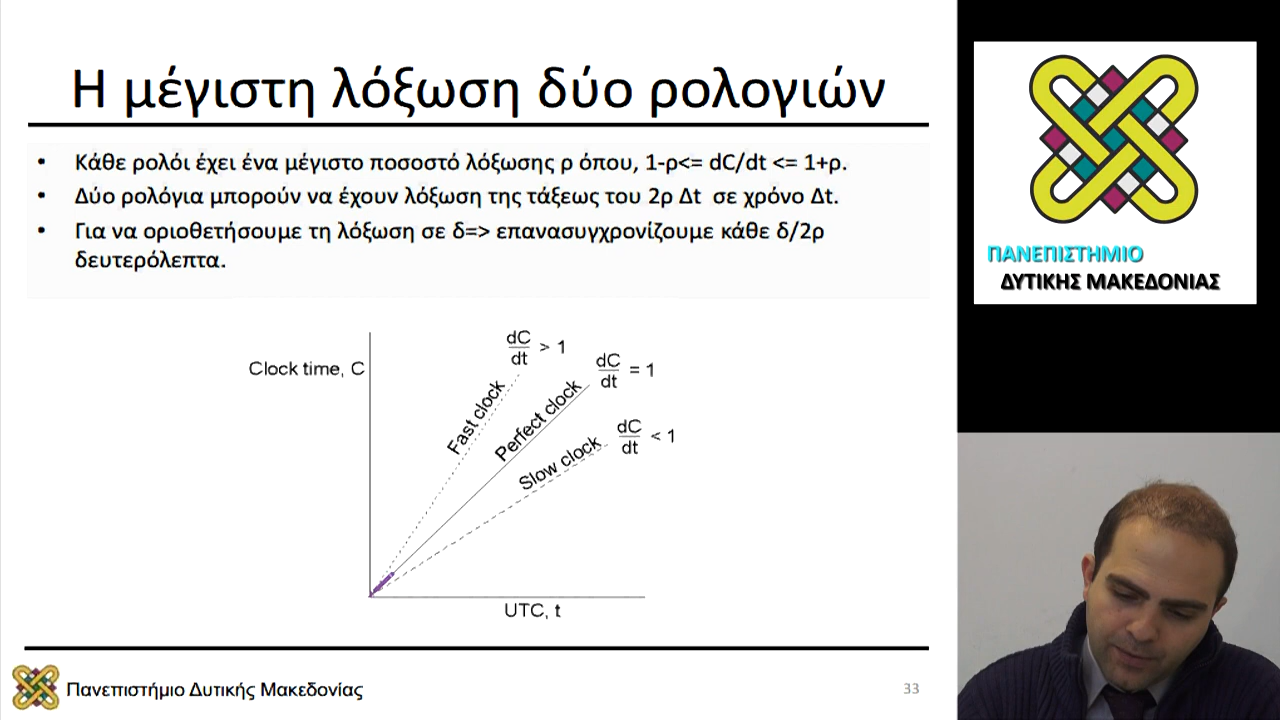 Η μέγιστη λόξωση δύο ρολογιών
• Κάθε ρολόι έχει ένα μέγιστο ποσοστό λόξωσης ρ όπου, 1-ρ<= dC/dt <= 1+ρ.
• Δύο ρολόγια μπορούν να έχουν λόξωση της τάξεως του 2ρ Δt σε χρόνο Δt.
• Για να οριοθετήσουμε τη λόξωση σε δ=> επανασυγχρονίζουμε κάθε δ/2ρ
δευτερόλεπτα.
Clock time, C
dC/dt > 1
dC/dt = 1
dC/dt < 1
Fast clock
Perfect clock
Slow clock
UTC, t
Πανεπιστήμιο Δυτικής Μακεδονίας
33
ΠΑΝΕΠΙΣΤΗΜΙΟ
ΔΥΤΙΚΗΣ ΜΑΚΕΔΟΝΙΑΣ